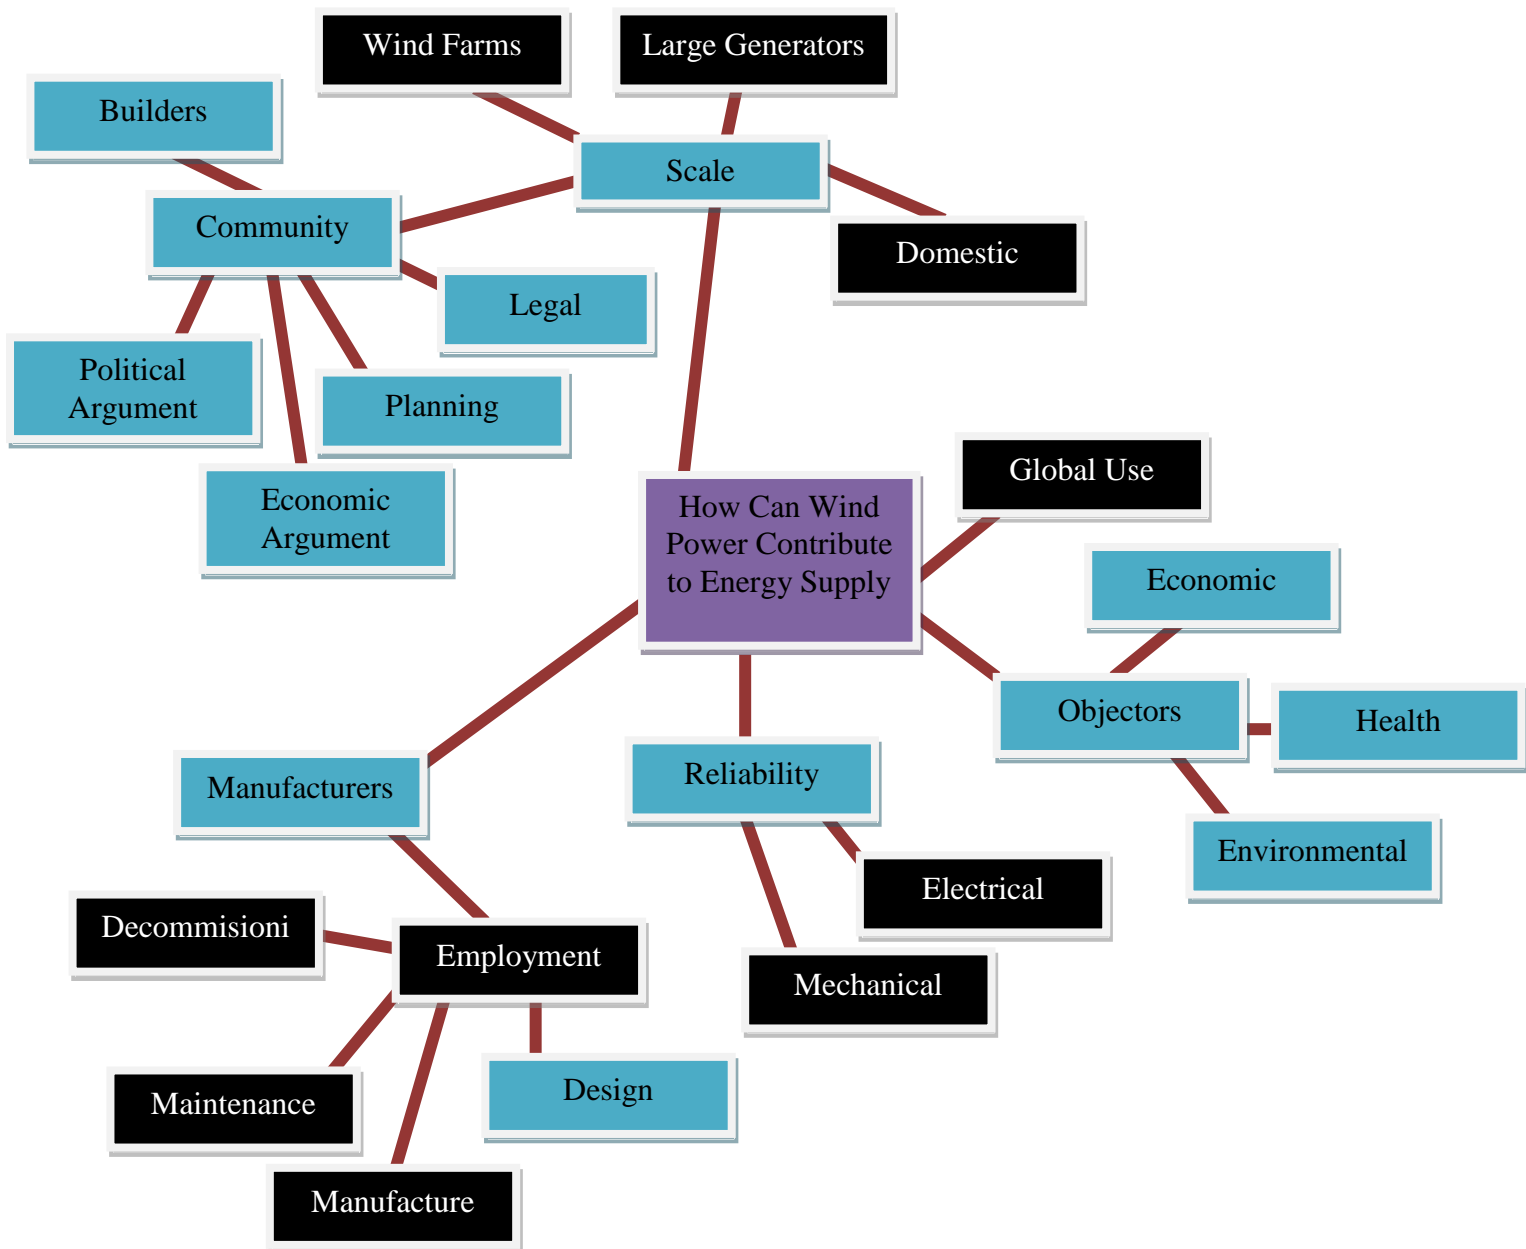 Wind Farms
Large Generators
Builders
Scale
Community
Domestic
Legal
Political
Argument
Planning
Economic
Argument
Global Use
How Can Wind
Power Contribute
to Energy Supply
Economic
Objectors
Health
Manufacturers
Reliability
Environmental
Electrical
Decommisioni
Employment
Mechanical
Maintenance
Design
Manufacture